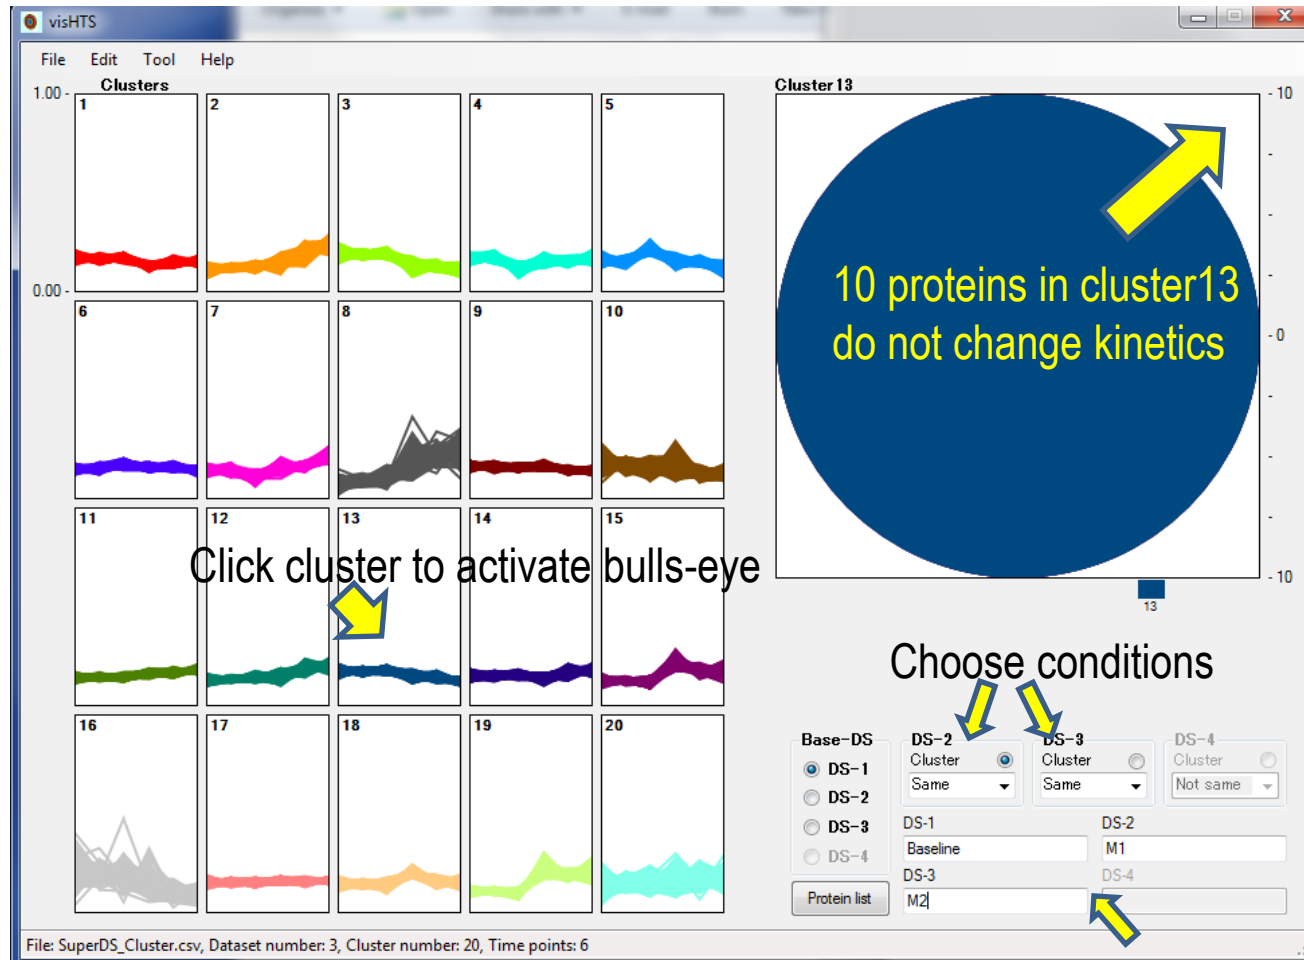 visHTS
File Edit Tool Help
Clusters
Cluster13
1.00 -
0.00 -
1 2 3 4 5
6 7 8 9 10
11 12 13 14 15
16 17 18 19 20
- 10
- 0
- 10
10 proteins in cluster13
do not change kinetics
13
Click cluster to activate bulls-eye
Choose conditions
Base-DS
DS-1
DS-2
DS-3
DS-4
DS-2
Cluster
Same
DS-3
Cluster
Same
DS-4
Cluster
Not same
DS-1
Baseline
DS-2
M1
DS-3
M2
DS-4
Protein list
File: SuperDS_Cluster.csv, Dataset number: 3, Cluster number: 20, Time points: 6